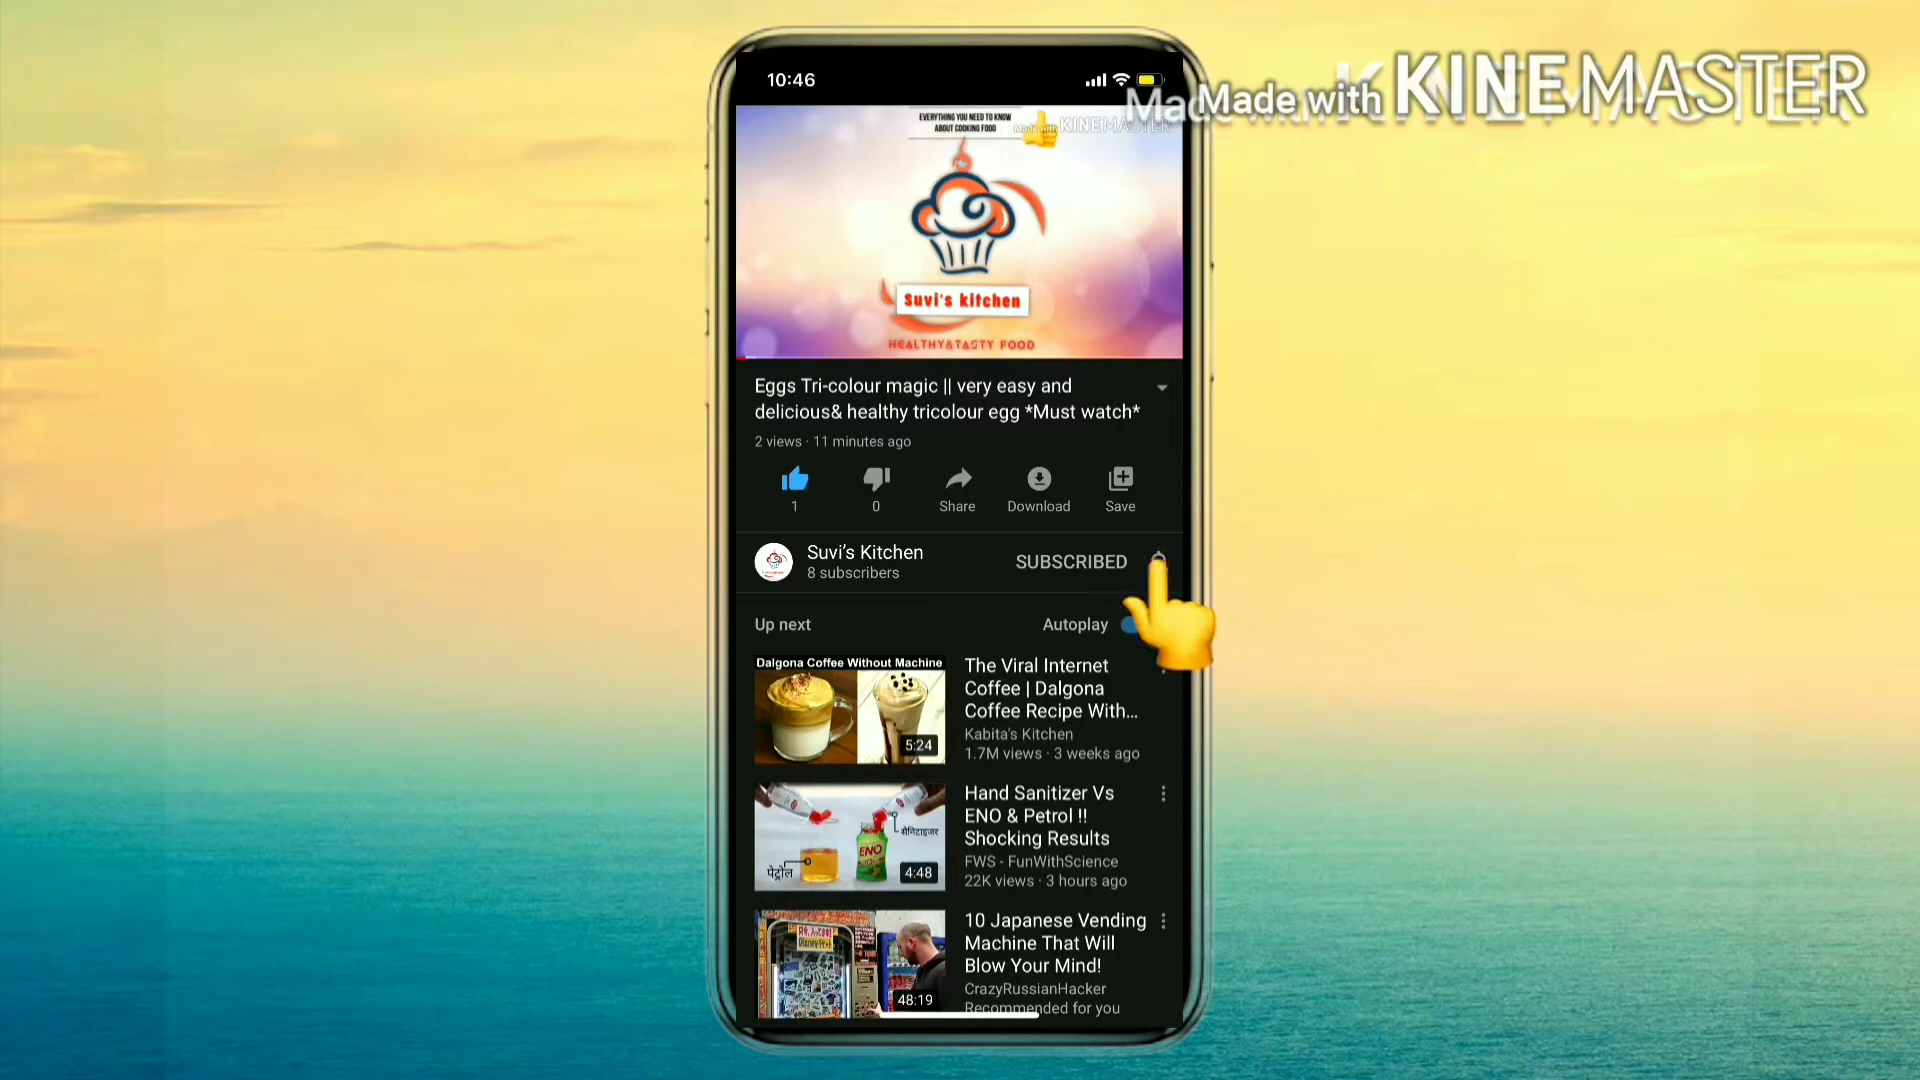 10:46
Made with KINEMASTER
EVERYTHING YOU NEED TO KNOW
ABOUT COOKING FOOD
Made with KINEMASTER
Suvi's kitchen
HEALTHY&TASTY FOOD
Eggs Tri-colour magic || very easy and
delicious& healthy tricolour egg *Must watch*
2 views · 11 minutes ago
1
0
Share
Download
Save
Suvi’s Kitchen
8 subscribers
SUBSCRIBED
Up next
Autoplay
Dalgona Coffee Without Machine
5:24
The Viral Internet
Coffee | Dalgona
Coffee Recipe With...
Kabita's Kitchen
1.7M views · 3 weeks ago
पेट्रोल
सैनिटाइजर
ENO
4:48
Hand Sanitizer Vs
ENO & Petrol !!
Shocking Results
FWS - FunWithScience
22K views · 3 hours ago
48:19
10 Japanese Vending
Machine That Will
Blow Your Mind!
CrazyRussianHacker
Recommended for you